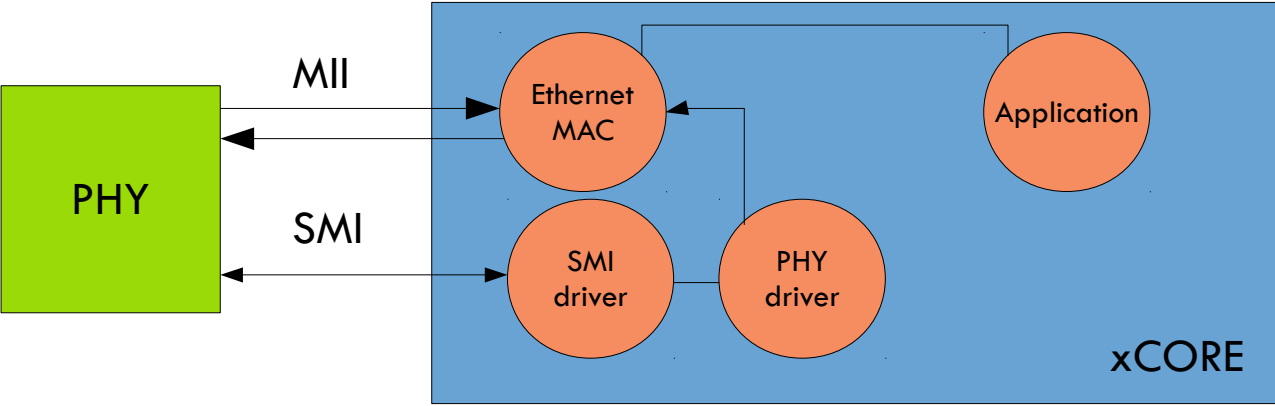 MII
Ethernet
MAC
Application
PHY
SMI
SMI
driver
PHY
driver
xCORE